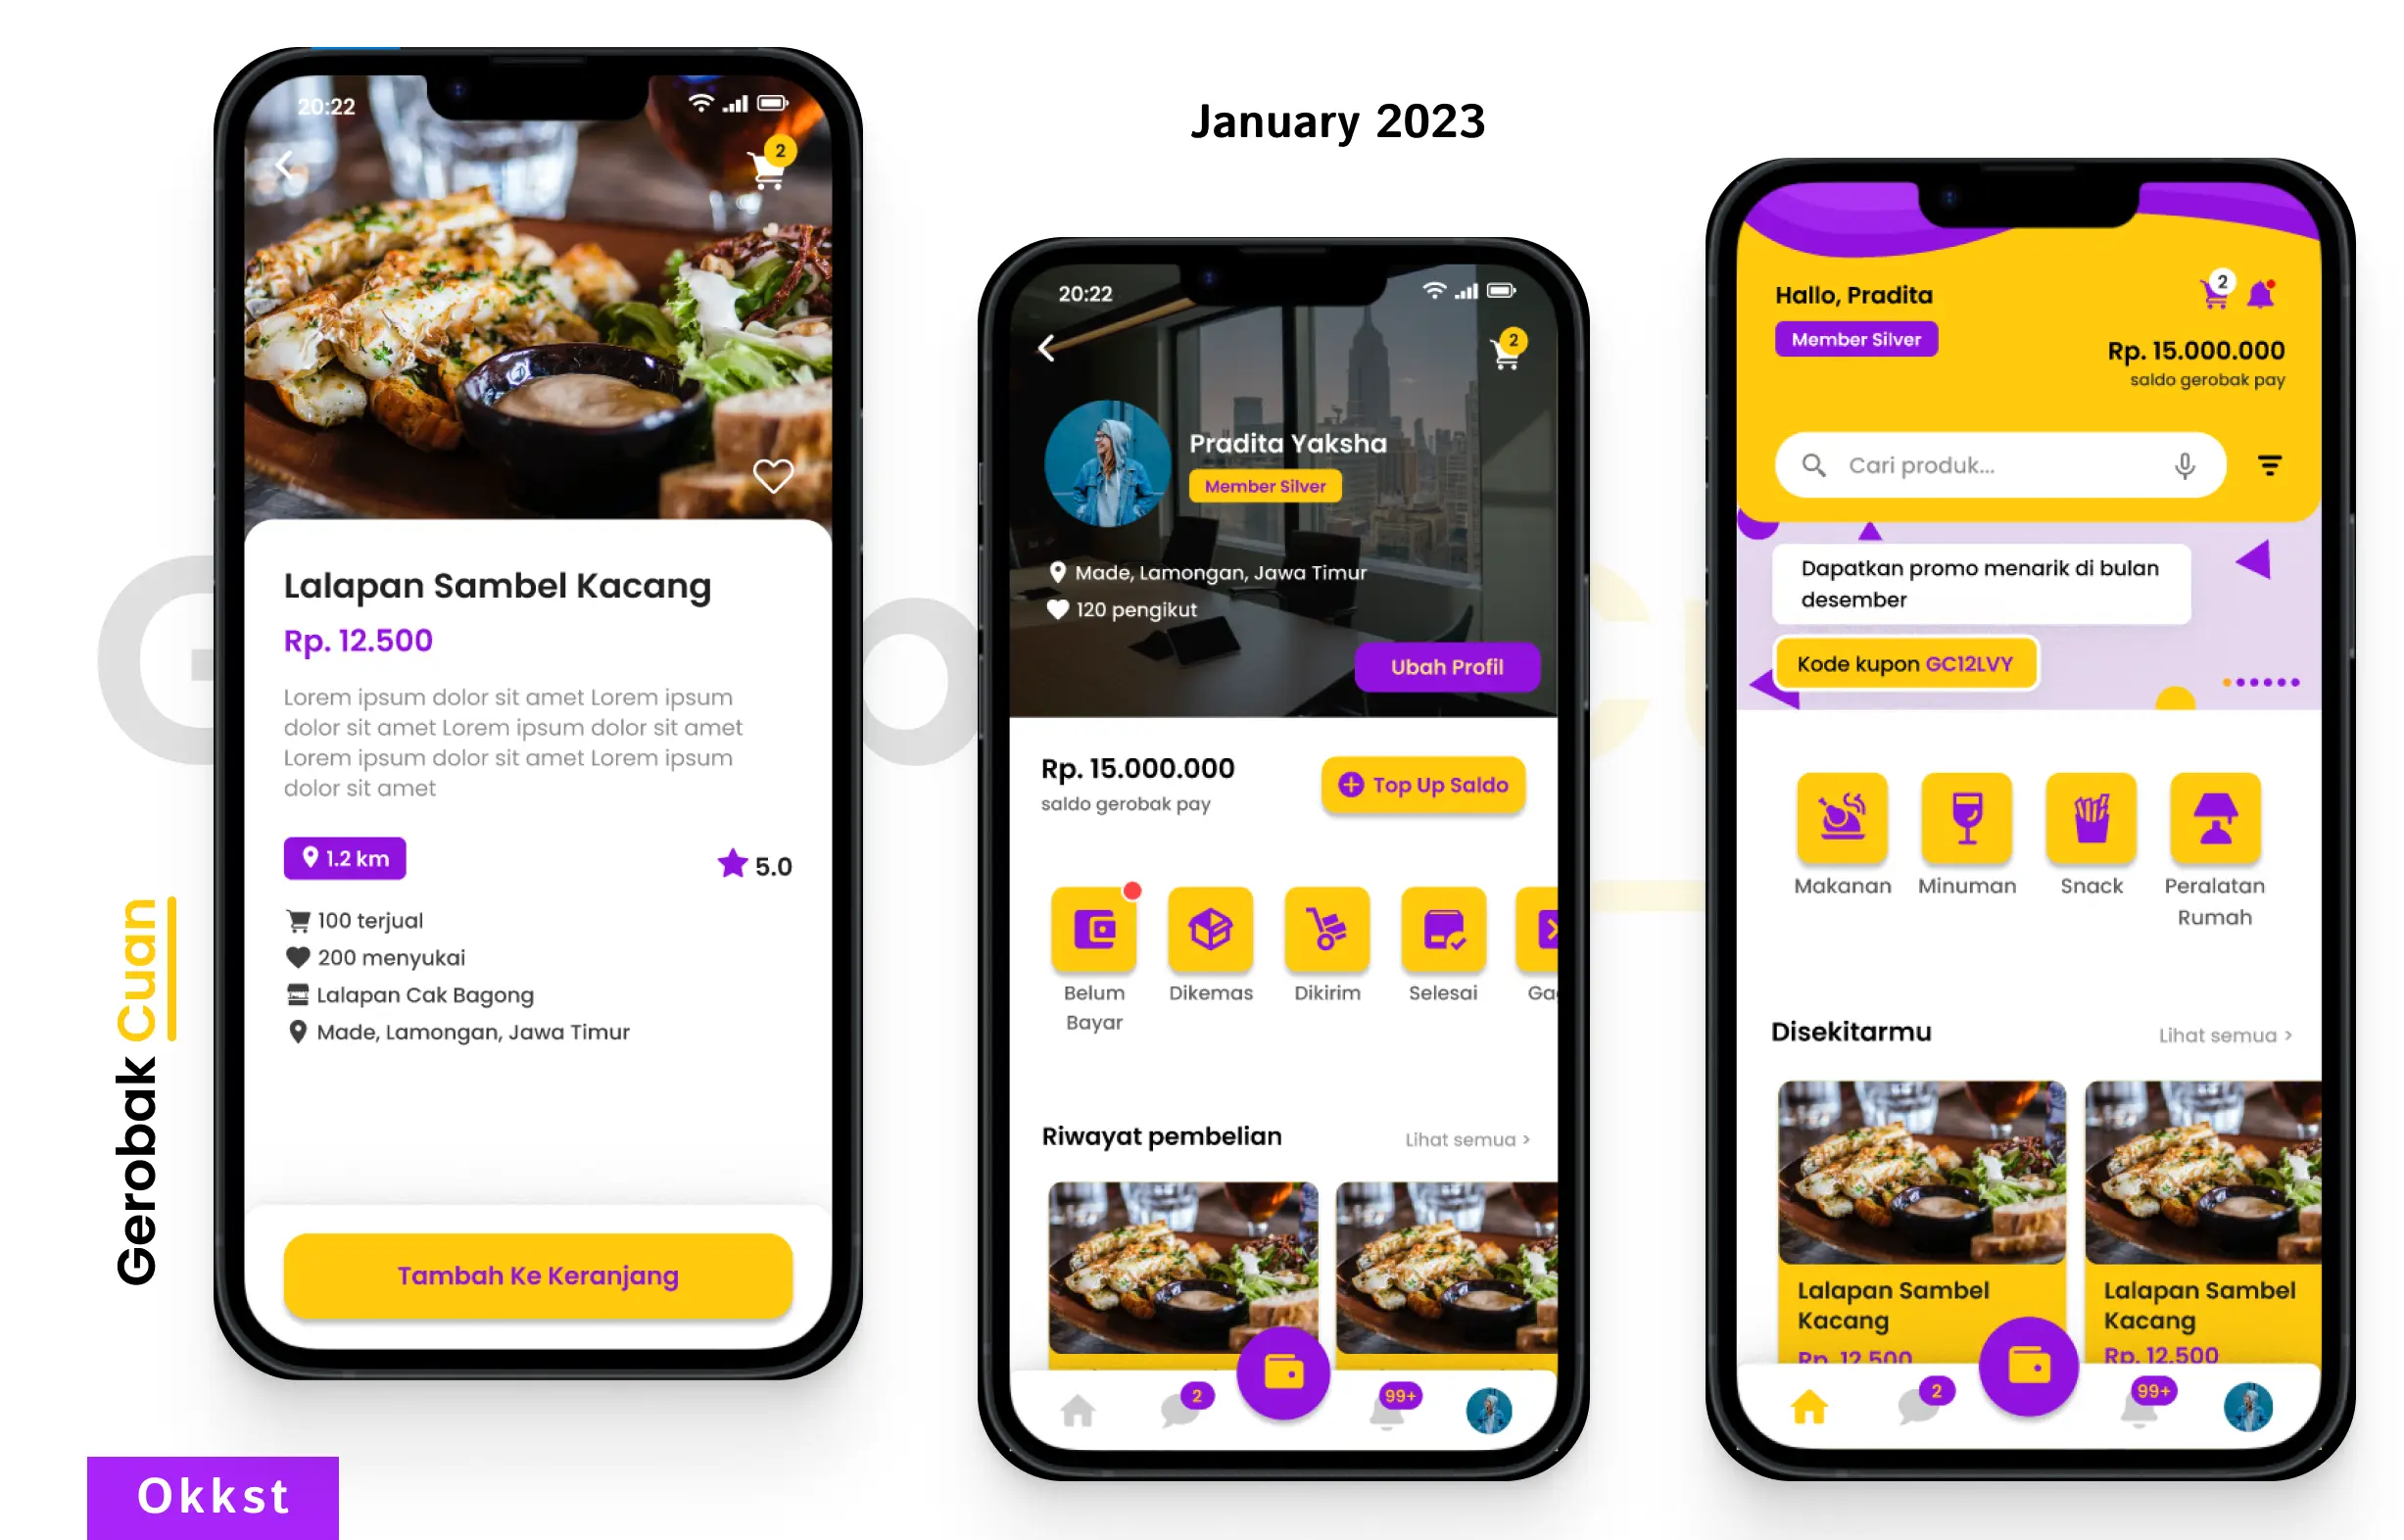 January 2023
20:22
2
Lalapan Sambel Kacang
Rp. 12.500
Lorem ipsum dolor sit amet Lorem ipsum
dolor sit amet Lorem ipsum dolor sit amet
Lorem ipsum dolor sit amet Lorem ipsum
dolor sit amet
1.2 km
5.0
100 terjual
200 menyukai
Lalapan Cak Bagong
Made, Lamongan, Jawa Timur
Tambah Ke Keranjang
Gerobak Cuan
Okkst
20:22
2
Pradita Yaksha
Member Silver
Made, Lamongan, Jawa Timur
120 pengikut
Ubah Profil
Rp. 15.000.000
saldo gerobak pay
Top Up Saldo
Belum
Bayar
Dikemas
Dikirim
Selesai
Riwayat pembelian
Lihat semua >
2
99+
Hallo, Pradita
2
Member Silver
Rp. 15.000.000
saldo gerobak pay
Cari produk...
Dapatkan promo menarik di bulan
desember
Kode kupon GC12LVY
Makanan
Minuman
Snack
Peralatan
Rumah
Disekitarmu
Lihat semua >
Lalapan Sambel
Kacang
Rp. 12.500
Lalapan Sambel
Kacang
Rp. 12.500
2
99+